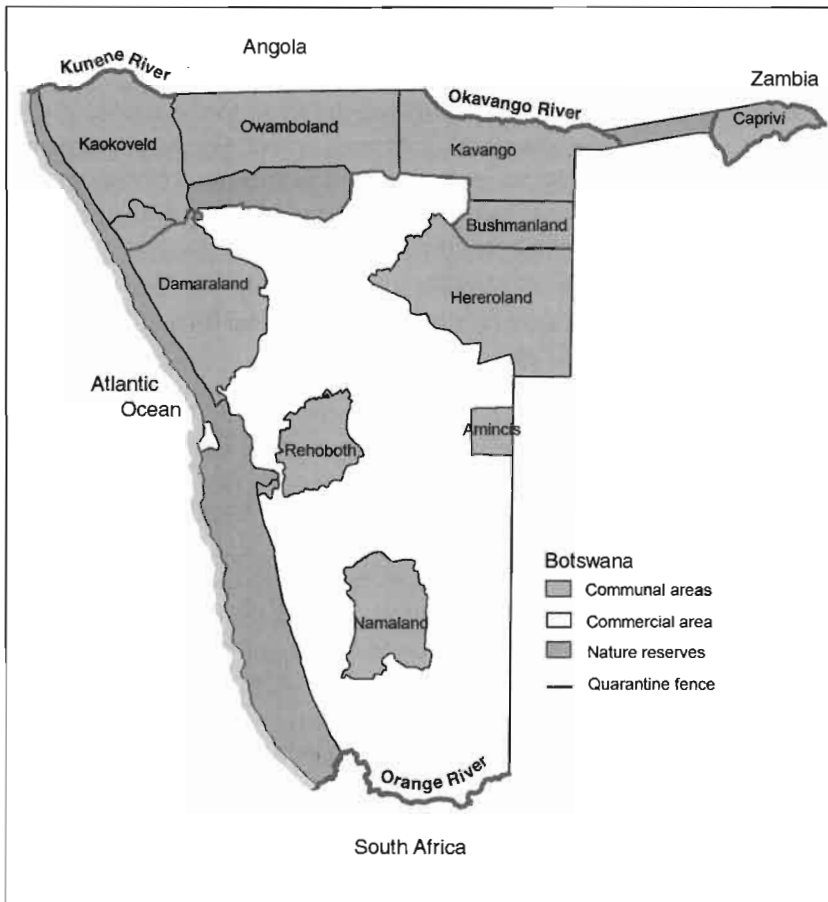 Angola
Kunene River
Zambia
Okavango River
Caprivi
Owamboland
Kaokoveld
Kavango
Bushmanland
Damaraland
Hereroland
Atlantic
Ocean
Amincis
Rehoboth
Botswana
Communal areas
Commercial area
Namaland
Nature reserves
Quarantine fence
Orange River
South Africa